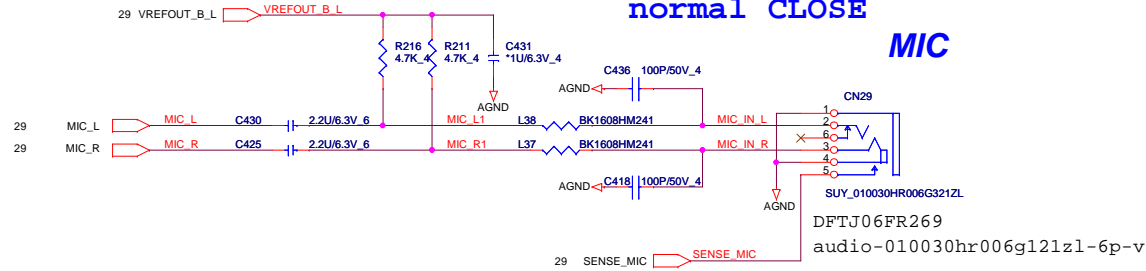 normal CLOSE
MIC
29 VREFOUT_B_L VREFOUT_B_L
R216
4.7K_4
R211
4.7K_4
C431
*1U/6.3V_4
AGND
C436 100P/50V_4
AGND
CN29
29 MIC_L MIC_L C430 2.2U/6.3V_6 MIC_L1 L38 BK1608HM241 MIC_IN_L
29 MIC_R MIC_R C425 2.2U/6.3V_6 MIC_R1 L37 BK1608HM241 MIC_IN_R
1
2
6
3
4
5
AGND C418 100P/50V_4
AGND
SUY_010030HR006G321ZL
DFTJ06FR269
audio-010030hr006g121zl-6p-v
29 SENSE_MIC SENSE_MIC